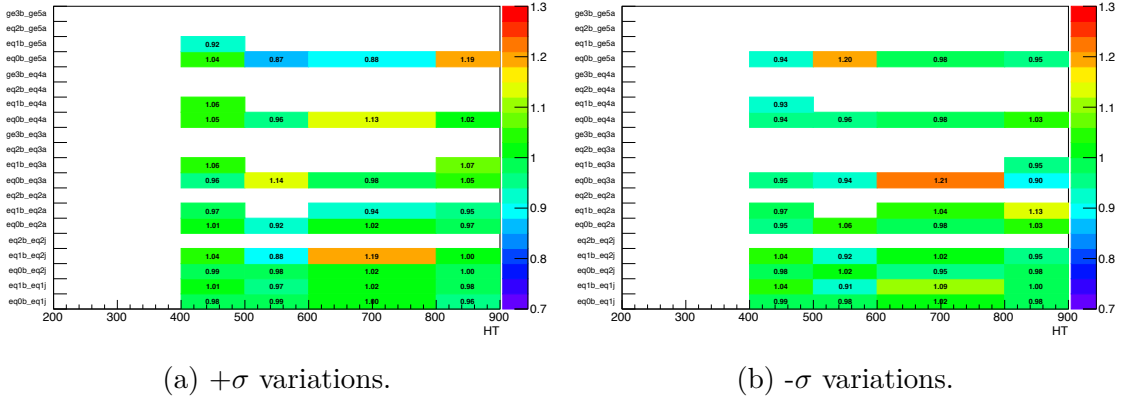 ge3b_ge5a
eq2b_ge5a
eq1b_ge5a 0.92
eq0b_ge5a 1.04 0.87 0.88 1.19
ge3b_eq4a
eq2b_eq4a
eq1b_eq4a 1.06
eq0b_eq4a 1.05 0.96 1.13 1.02
ge3b_eq3a
eq2b_eq3a
eq1b_eq3a 1.06 1.07
eq0b_eq3a 0.96 1.14 0.98 1.05
eq2b_eq2a
eq1b_eq2a 0.97 0.94 0.95
eq0b_eq2a 1.01 0.92 1.02 0.97
eq2b_eq2j
eq1b_eq2j 1.04 0.88 1.19 1.00
eq0b_eq2j 0.99 0.98 1.02 0.98
eq1b_eq1j 1.01 0.97 1.02 0.98
eq0b_eq1j 0.98 0.99 1.00 0.96
200 300 400 500 600 700 800 900
HT
1.3
1.2
1.1
1
0.9
0.8
0.7
(a) +σ variations.
ge3b_ge5a
eq2b_ge5a
eq1b_ge5a
eq0b_ge5a 0.94 1.20 0.98 0.95
ge3b_eq4a
eq2b_eq4a
eq1b_eq4a 0.93
eq0b_eq4a 0.94 0.96 0.98 1.03
ge3b_eq3a
eq2b_eq3a
eq1b_eq3a 0.95
eq0b_eq3a 0.95 0.94 1.21 0.90
eq2b_eq2a
eq1b_eq2a 0.97 1.04 1.13
eq0b_eq2a 0.95 1.06 0.98 1.03
eq2b_eq2j
eq1b_eq2j 1.04 0.92 1.02 0.95
eq0b_eq2j 0.98 1.02 0.95 0.98
eq1b_eq1j 1.04 0.91 1.09 1.00
eq0b_eq1j 0.99 0.98 1.02 0.98
200 300 400 500 600 700 800 900
HT
1.3
1.2
1.1
1
0.9
0.8
0.7
(b) -σ variations.